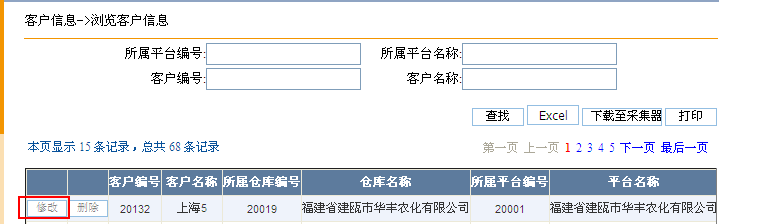 客户信息->浏览客户信息
所属平台编号: 所属平台名称:
客户编号: 客户名称:
查找 Excel 下载至采集器 打印
本页显示 15 条记录，总共 68 条记录 第一页 上一页 1 2 3 4 5 下一页 最后一页
客户编号 客户名称 所属仓库编号 仓库名称 所属平台编号 平台名称
修改 删除 20132 上海5 20019 福建省建瓯市华丰农化有限公司 20001 福建省建瓯市华丰农化有限公司